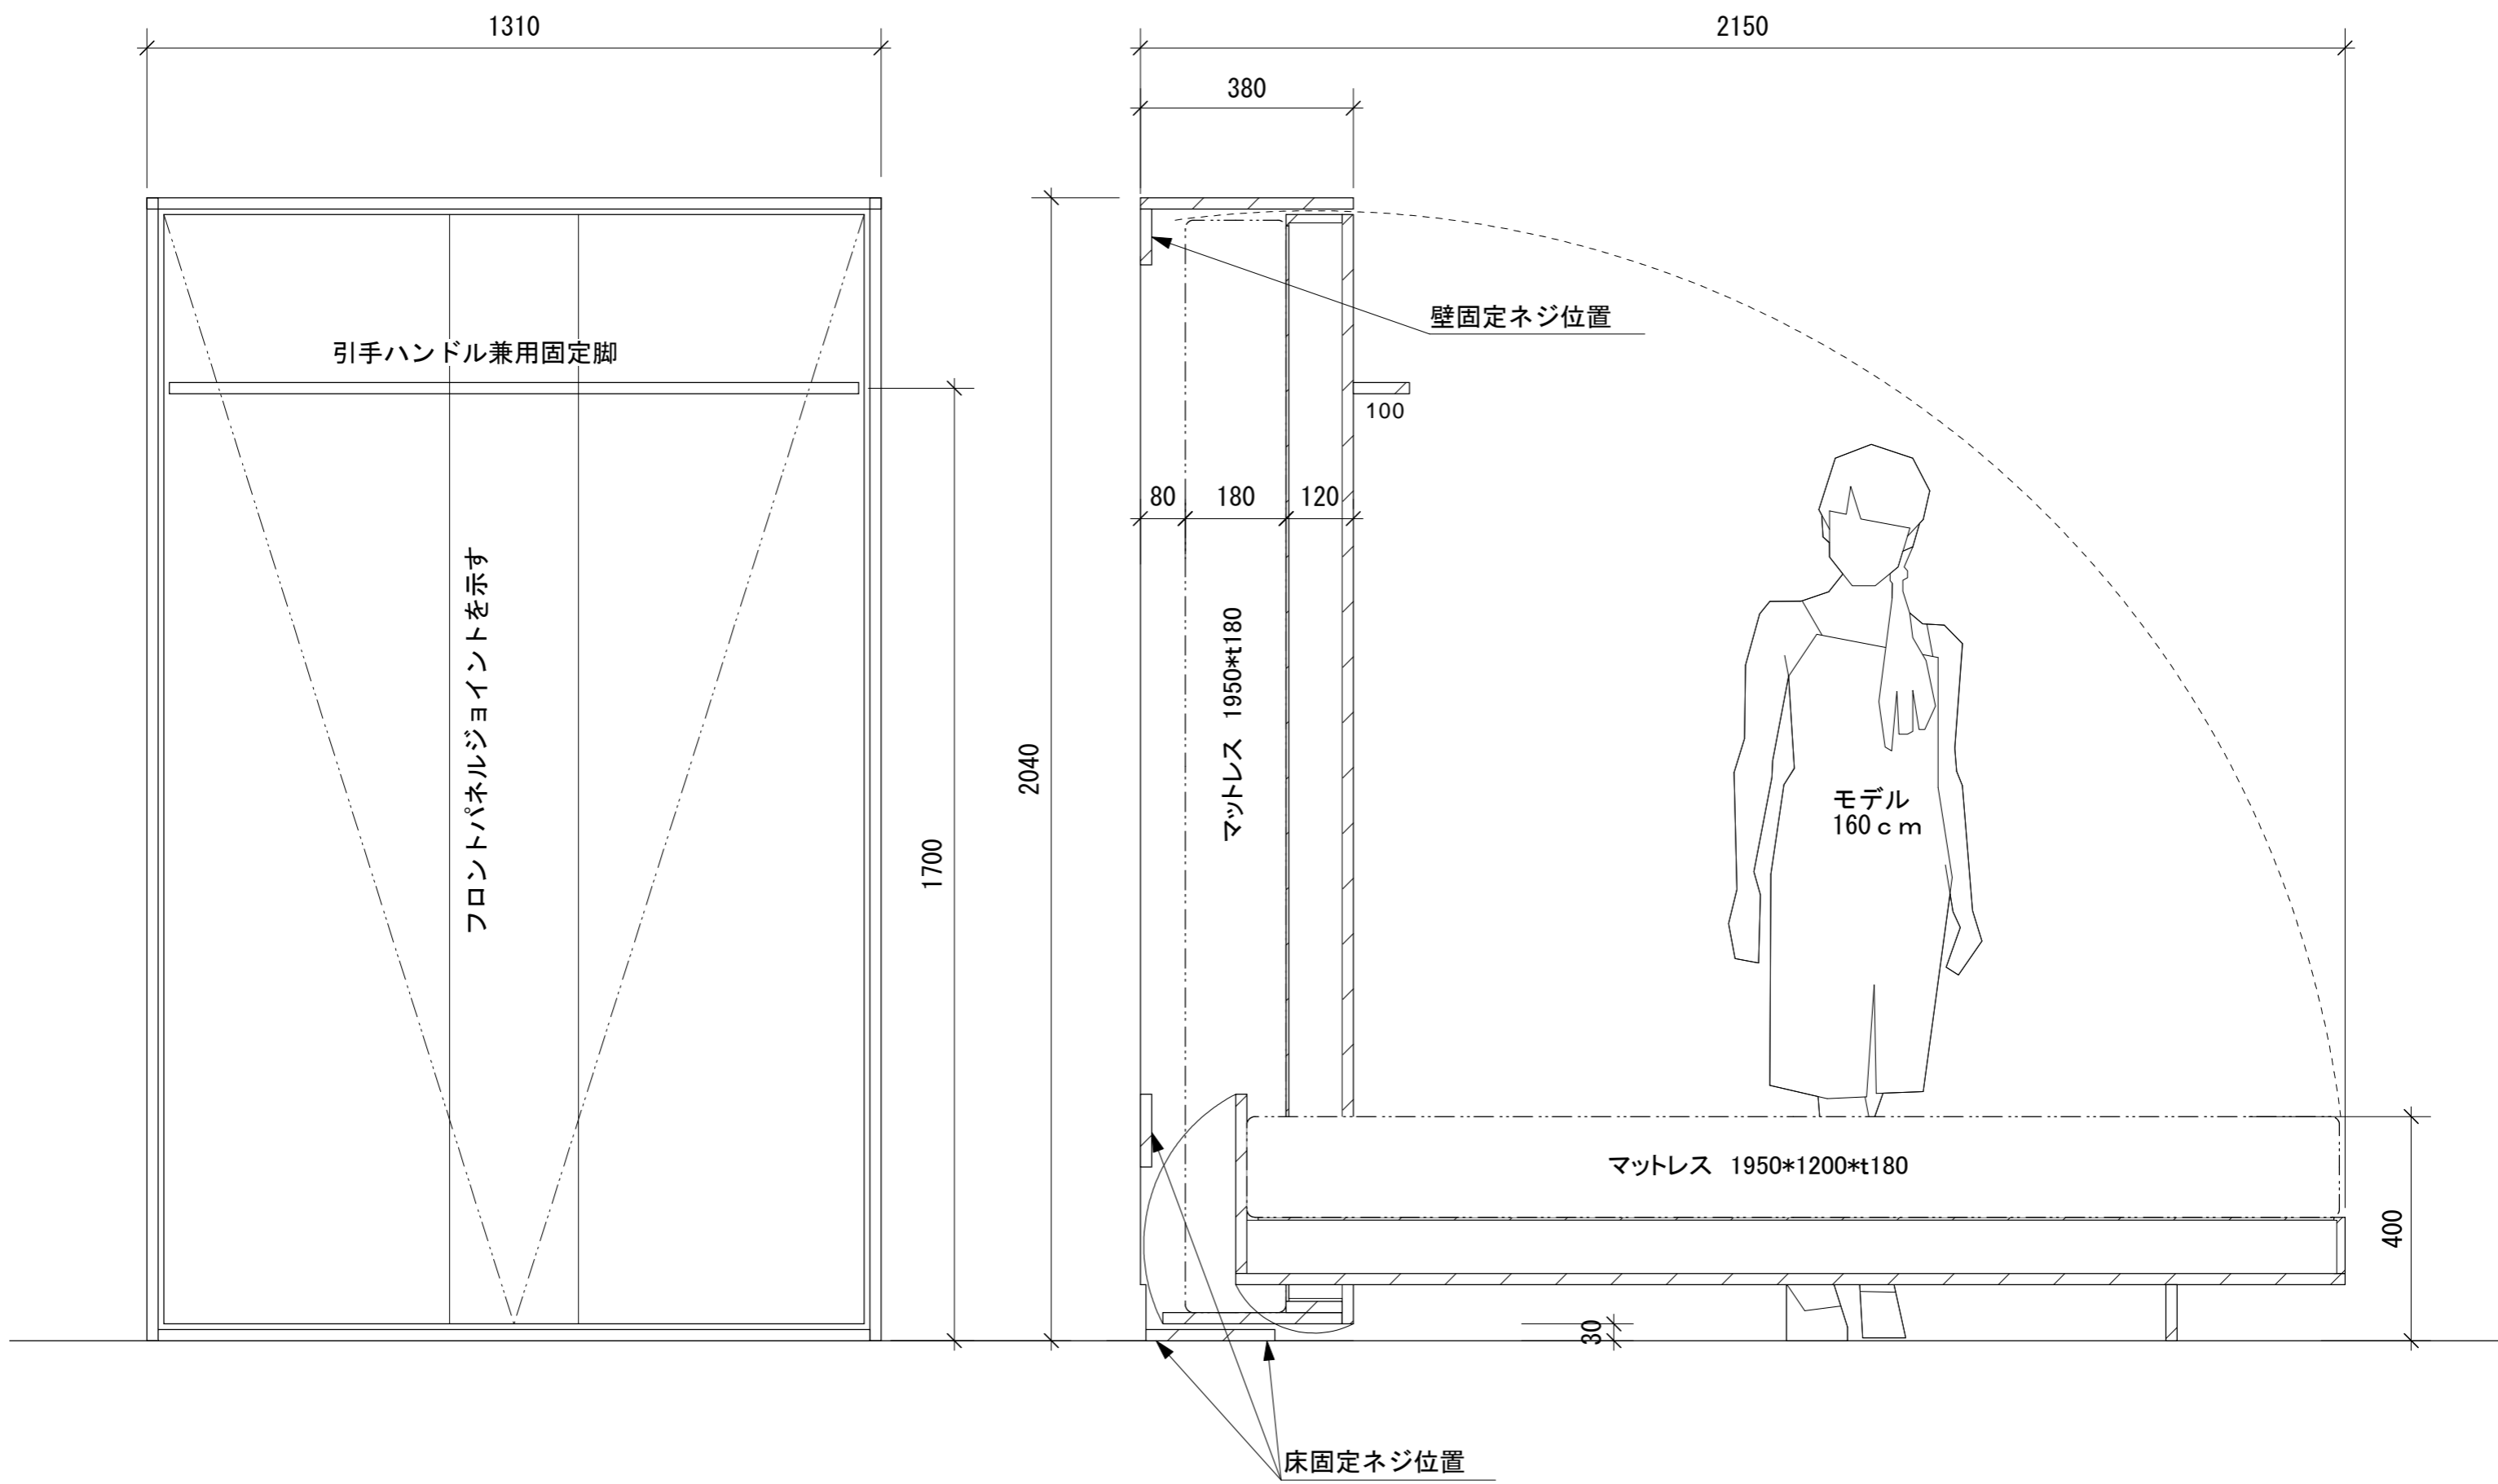 1310
2150
380
壁固定ネジ位置
引手ハンドル兼用固定脚
100
80
180
120
フロントパネルジョイントを示す
マットレス 1950*t180
2040
1700
モデル
160ｃｍ
マットレス 1950*1200*t180
400
30
床固定ネジ位置